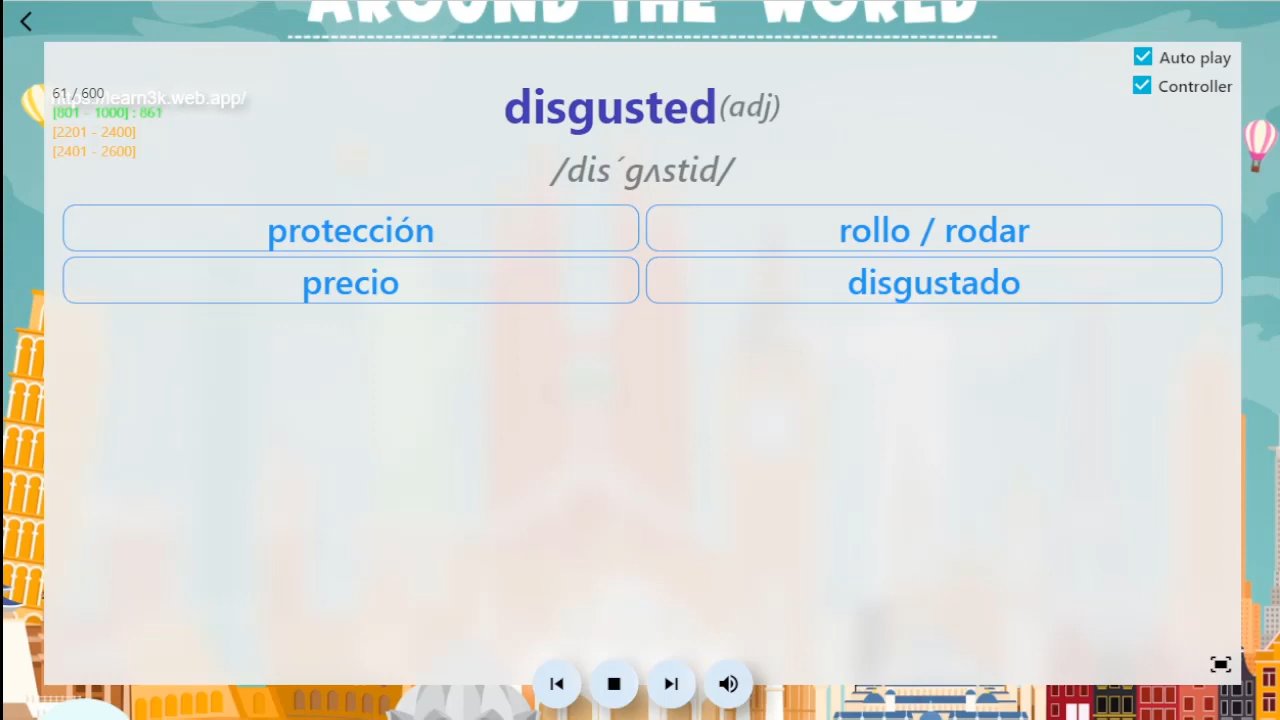 AROUND THE WORLD
Auto play
61 / 600
Controller
https://learn3k.web.app/
disgusted(adj)
[801 - 1000] : 861
[2201 - 2400]
[2401 - 2600]
/dis´gʌstid/
protección
rollo / rodar
precio
disgustado